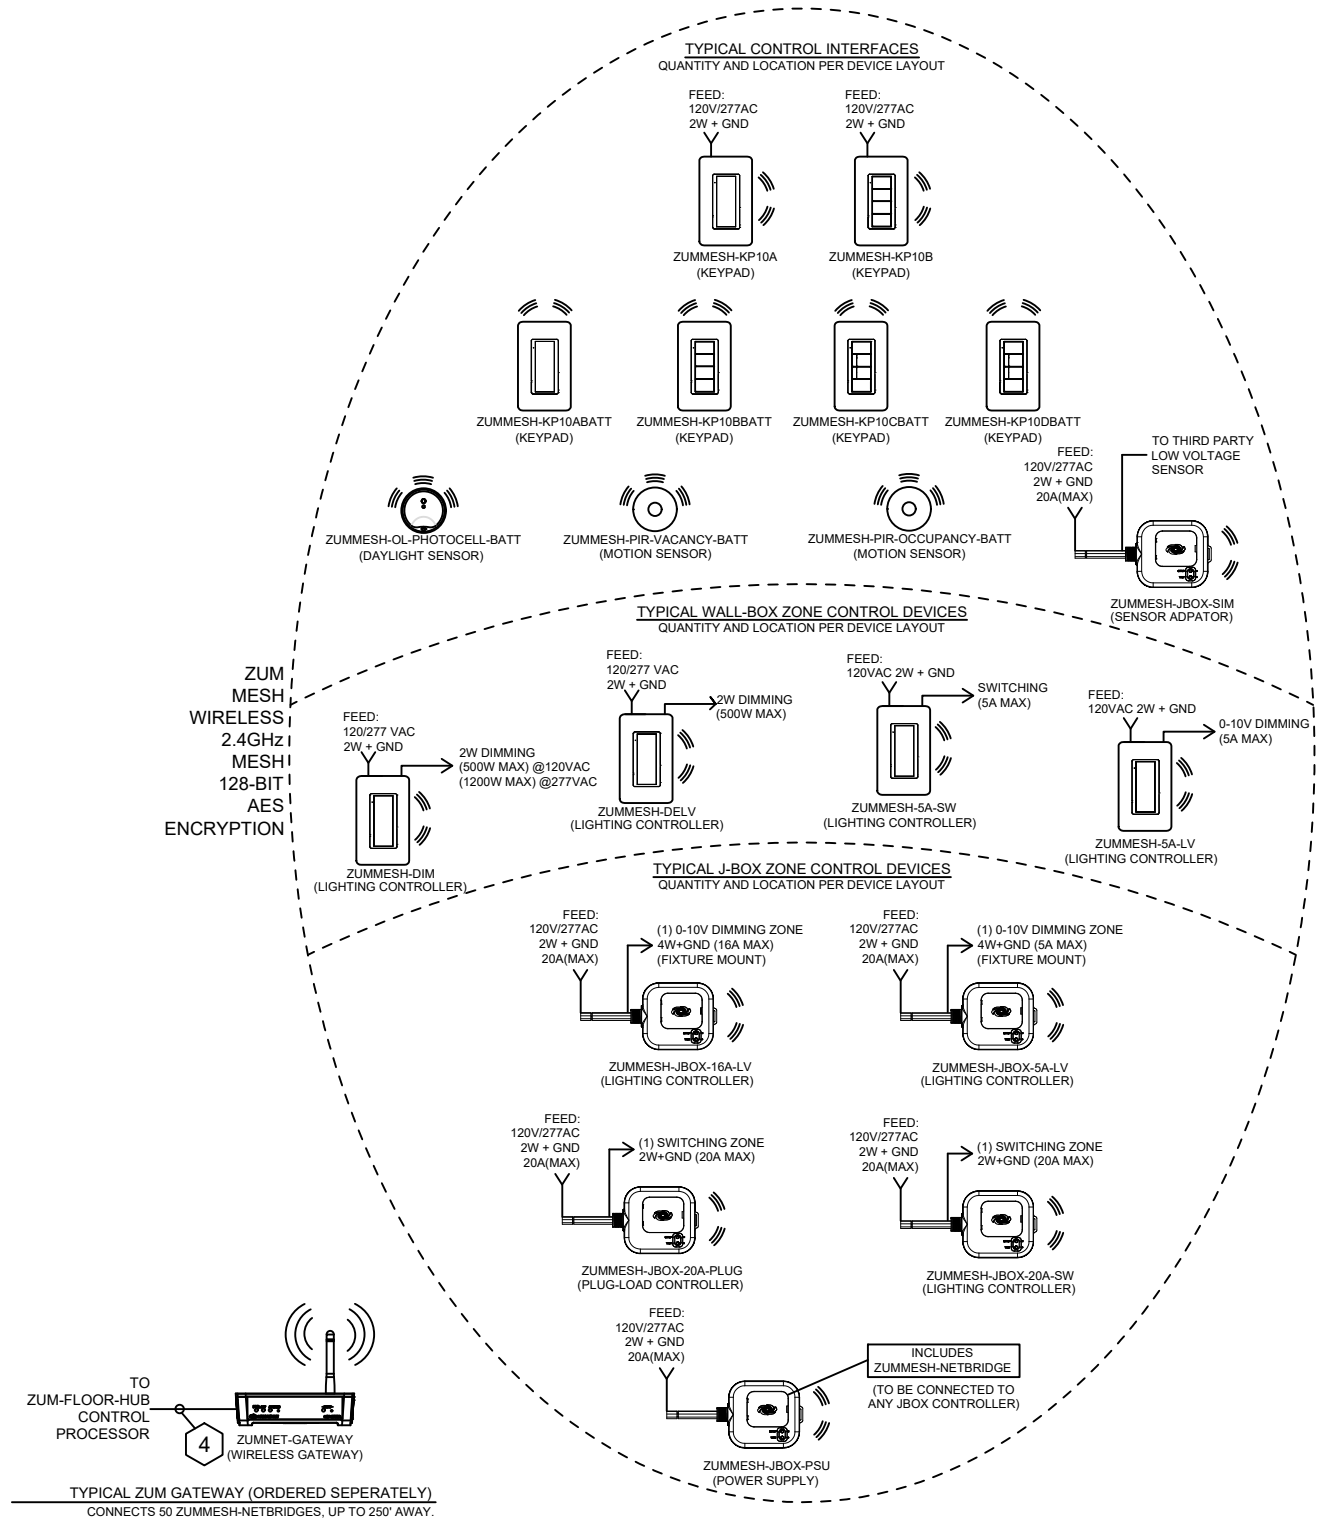 TYPICAL CONTROL INTERFACES
QUANTITY AND LOCATION PER DEVICE LAYOUT
FEED:
120V/277AC
2W + GND
ZUMMESH-KP10A
(KEYPAD)
FEED:
120V/277AC
2W + GND
ZUMMESH-KP10B
(KEYPAD)
ZUMMESH-KP10ABATT
(KEYPAD)
ZUMMESH-KP10BBATT
(KEYPAD)
ZUMMESH-KP10CBATT
(KEYPAD)
ZUMMESH-KP10DBATT
(KEYPAD)
ZUMMESH-OL-PHOTOCELL-BATT
(DAYLIGHT SENSOR)
ZUMMESH-PIR-VACANCY-BATT
(MOTION SENSOR)
ZUMMESH-PIR-OCCUPANCY-BATT
(MOTION SENSOR)
FEED:
120V/277AC
2W + GND
20A(MAX)
TO THIRD PARTY
LOW VOLTAGE
SENSOR
ZUMMESH-JBOX-SIM
(SENSOR ADPATOR)
TYPICAL WALL-BOX ZONE CONTROL DEVICES
QUANTITY AND LOCATION PER DEVICE LAYOUT
ZUM
MESH
WIRELESS
2.4GHz
MESH
128-BIT
AES
ENCRYPTION
FEED:
120/277 VAC
2W + GND
2W DIMMING
(500W MAX) @120VAC
(1200W MAX) @277VAC
ZUMMESH-DIM
(LIGHTING CONTROLLER)
FEED:
120/277 VAC
2W + GND
2W DIMMING
(500W MAX)
ZUMMESH-DELV
(LIGHTING CONTROLLER)
FEED:
120VAC 2W + GND
SWITCHING
(5A MAX)
ZUMMESH-5A-SW
(LIGHTING CONTROLLER)
FEED:
120VAC 2W + GND
0-10V DIMMING
(5A MAX)
ZUMMESH-5A-LV
(LIGHTING CONTROLLER)
TYPICAL J-BOX ZONE CONTROL DEVICES
QUANTITY AND LOCATION PER DEVICE LAYOUT
FEED:
120V/277AC
2W + GND
20A(MAX)
(1) 0-10V DIMMING ZONE
4W+GND (16A MAX)
(FIXTURE MOUNT)
ZUMMESH-JBOX-16A-LV
(LIGHTING CONTROLLER)
FEED:
120V/277AC
2W + GND
20A(MAX)
(1) 0-10V DIMMING ZONE
4W+GND (5A MAX)
(FIXTURE MOUNT)
ZUMMESH-JBOX-5A-LV
(LIGHTING CONTROLLER)
FEED:
120V/277AC
2W + GND
20A(MAX)
(1) SWITCHING ZONE
2W+GND (20A MAX)
ZUMMESH-JBOX-20A-PLUG
(PLUG-LOAD CONTROLLER)
FEED:
120V/277AC
2W + GND
20A(MAX)
(1) SWITCHING ZONE
2W+GND (20A MAX)
ZUMMESH-JBOX-20A-SW
(LIGHTING CONTROLLER)
FEED:
120V/277AC
2W + GND
20A(MAX)
INCLUDES
ZUMMESH-NETBRIDGE
(TO BE CONNECTED TO
ANY JBOX CONTROLLER)
ZUMMESH-JBOX-PSU
(POWER SUPPLY)
TO
ZUM-FLOOR-HUB
CONTROL
PROCESSOR
4
ZUMNET-GATEWAY
(WIRELESS GATEWAY)
TYPICAL ZUM GATEWAY (ORDERED SEPERATELY)
CONNECTS 50 ZUMMESH-NETBRIDGES, UP TO 250' AWAY.